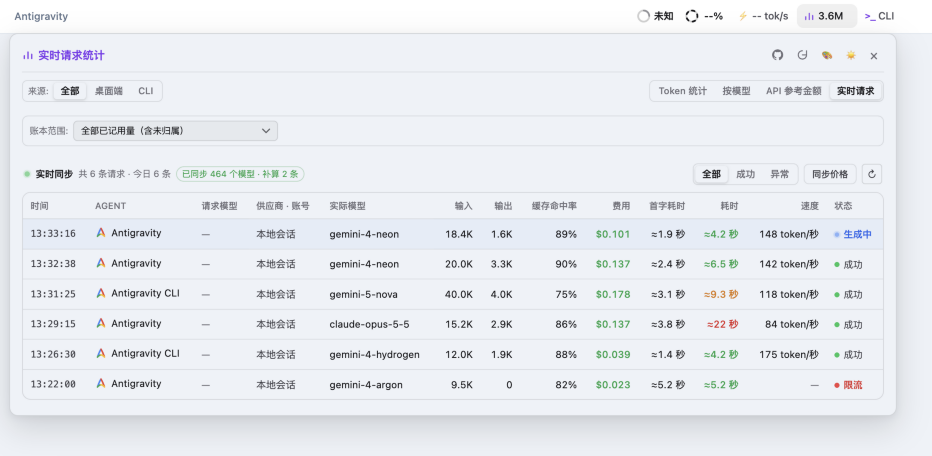 Antigravity 未知 --% -- tok/s 3.6M >_ CLI
实时请求统计
来源: 全部 桌面端 CLI Token 统计 按模型 API 参考金额 实时请求
账本范围: 全部已记用量（含未归属）
实时同步 共 6 条请求 · 今日 6 条 已同步 464 个模型 · 补算 2 条 全部 成功 异常 同步价格
时间 AGENT 请求模型 供应商 · 账号 实际模型 输入 输出 缓存命中率 费用 首字耗时 耗时 速度 状态
13:33:16 Antigravity — 本地会话 gemini-4-neon 18.4K 1.6K 89% $0.101 ≈1.9 秒 ≈4.2 秒 148 token/秒 生成中
13:32:38 Antigravity — 本地会话 gemini-4-neon 20.0K 3.3K 90% $0.137 ≈2.4 秒 ≈6.5 秒 142 token/秒 成功
13:31:25 Antigravity CLI — 本地会话 gemini-5-nova 40.0K 4.0K 75% $0.178 ≈3.1 秒 ≈9.3 秒 118 token/秒 成功
13:29:15 Antigravity — 本地会话 claude-opus-5-5 15.2K 2.9K 86% $0.137 ≈3.8 秒 ≈22 秒 84 token/秒 成功
13:26:30 Antigravity CLI — 本地会话 gemini-4-hydrogen 12.0K 1.9K 88% $0.039 ≈1.4 秒 ≈4.2 秒 175 token/秒 成功
13:22:00 Antigravity — 本地会话 gemini-4-argon 9.5K 0 82% $0.023 ≈5.2 秒 ≈5.2 秒 — 限流